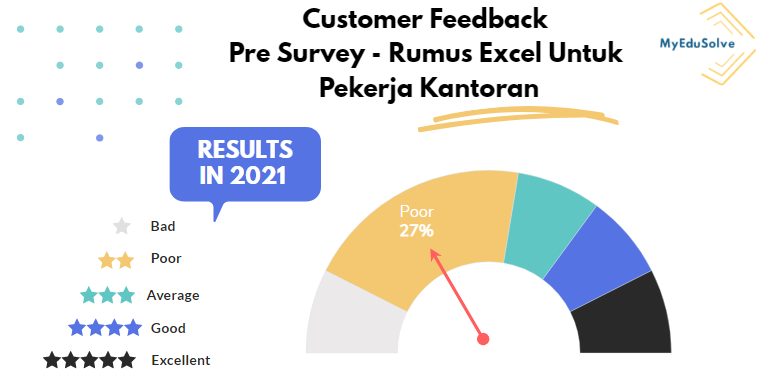 Customer Feedback
Pre Survey - Rumus Excel Untuk
Pekerja Kantoran
MyEduSolve
RESULTS
IN 2021
Bad
Poor
Average
Good
Excellent
Poor
27%